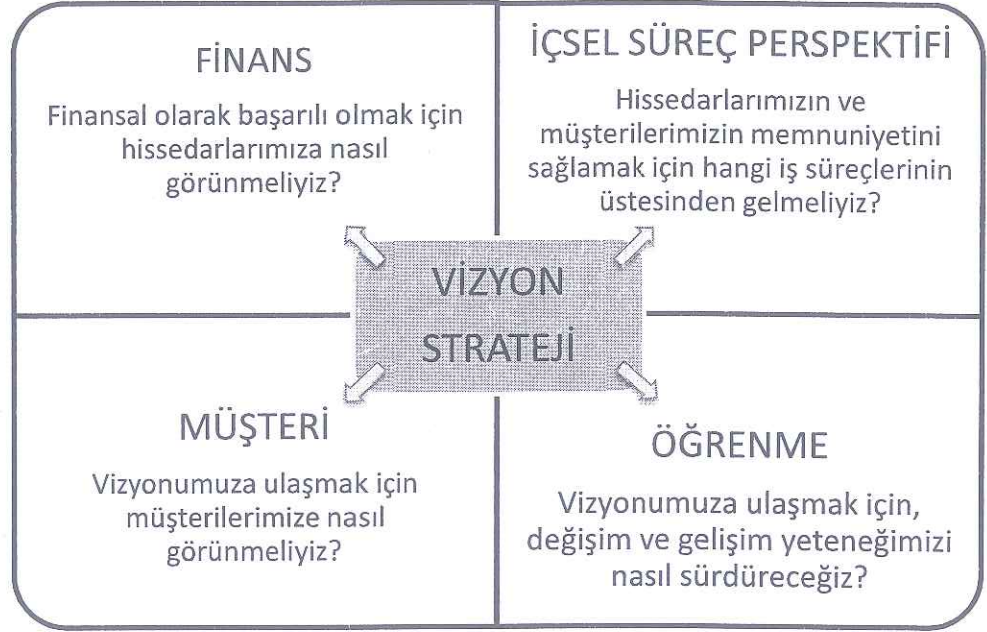 FİNANS
Finansal olarak başarılı olmak için
hissedarlarımıza nasıl
görünmeliyiz?
İÇSEL SÜREÇ PERSPEKTİFİ
Hissedarlarımızın ve
müşterilerimizin memnuniyetini
sağlamak için hangi iş süreçlerinin
üstesinden gelmeliyiz?
VİZYON
STRATEJİ
MÜŞTERİ
Vizyonumuza ulaşmak için
müşterilerimize nasıl
görünmeliyiz?
ÖĞRENME
Vizyonumuza ulaşmak için,
değişim ve gelişim yeteneğimizi
nasıl sürdüreceğiz?